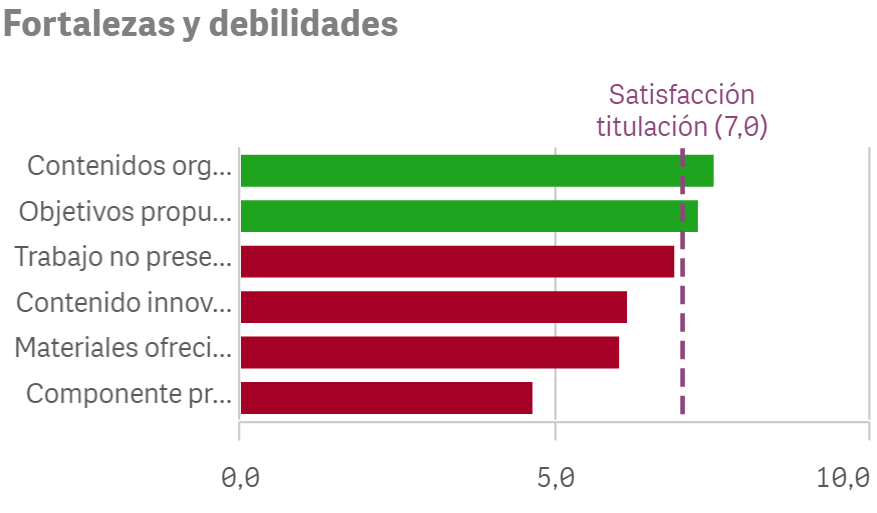 Fortalezas y debilidades
Satisfacción
titulación (7,0)
Contenidos org...
Objetivos propu...
Trabajo no prese...
Contenido innov...
Materiales ofreci...
Componente pr...
0,0 5,0 10,0